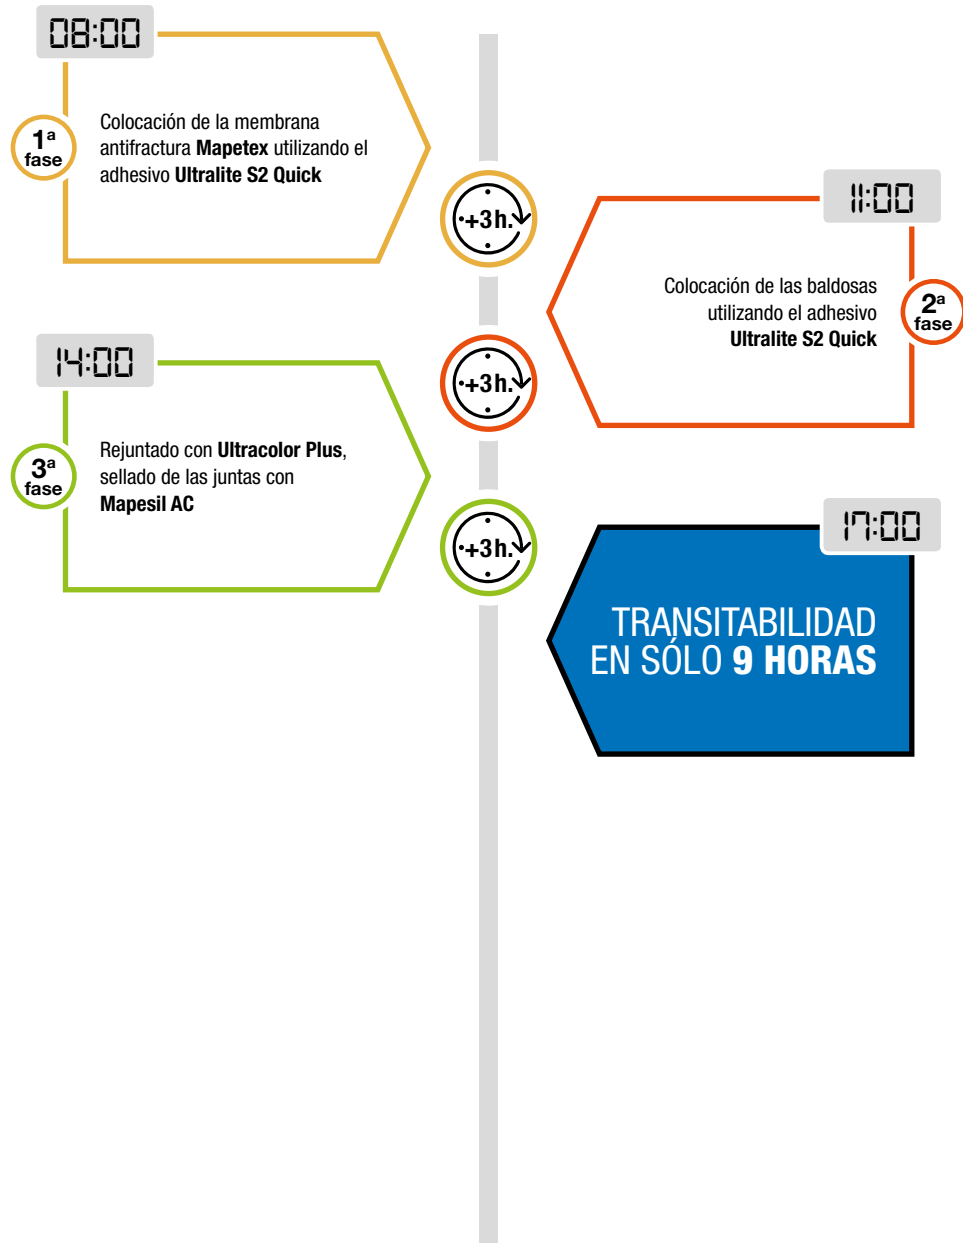 08:00
1ª
fase
Colocación de la membrana
antifractura Mapetex utilizando el
adhesivo Ultralite S2 Quick
+3h.
11:00
Colocación de las baldosas
utilizando el adhesivo
Ultralite S2 Quick
2ª
fase
+3h.
14:00
3ª
fase
Rejuntado con Ultracolor Plus,
sellado de las juntas con
Mapesil AC
+3h.
17:00
TRANSITABILIDAD
EN SÓLO 9 HORAS